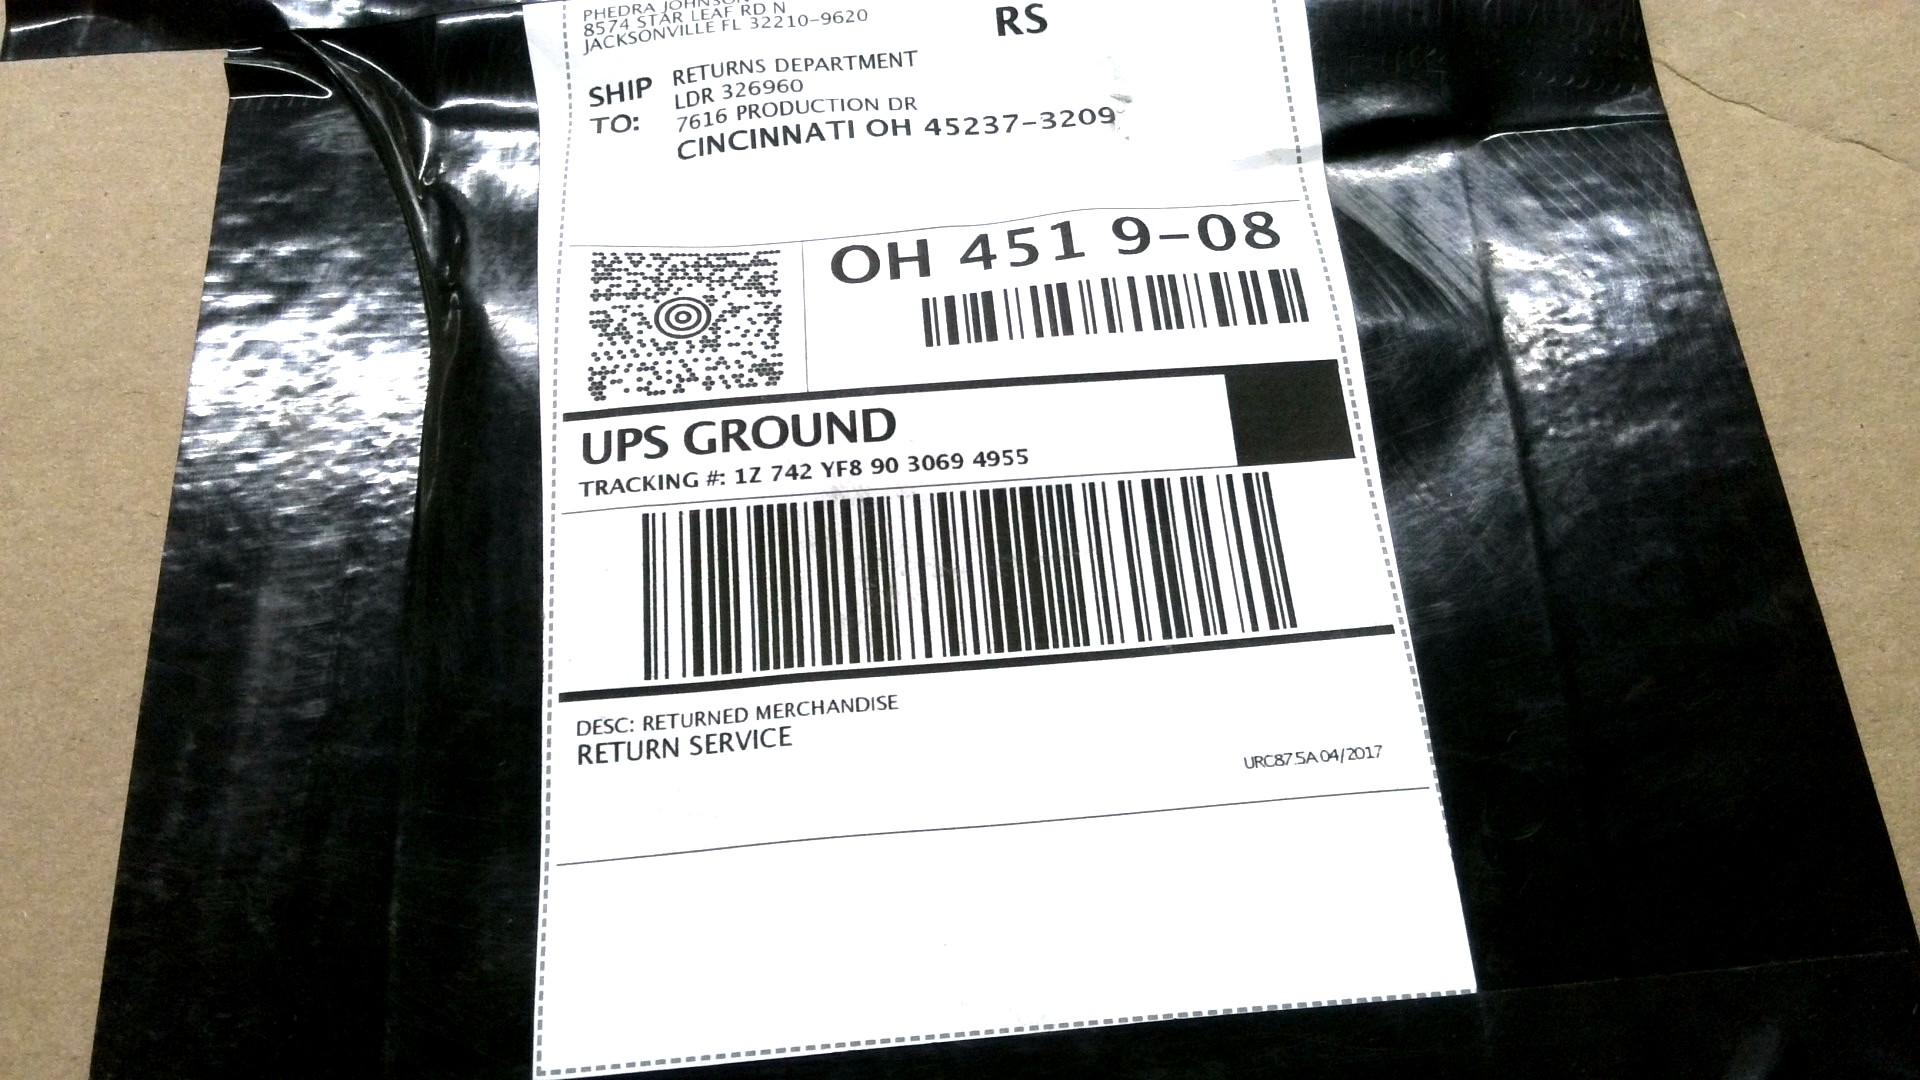 PHEDRA JOHNSON
8574 STAR LEAF RD N
JACKSONVILLE FL 32210-9620
RS
SHIP TO:
RETURNS DEPARTMENT
LDR 326960
7616 PRODUCTION DR
CINCINNATI OH 45237-3209
OH 451 9-08
UPS GROUND
TRACKING #: 1Z 742 YF8 90 3069 4955
DESC: RETURNED MERCHANDISE
RETURN SERVICE
URC87.5A 04/2017